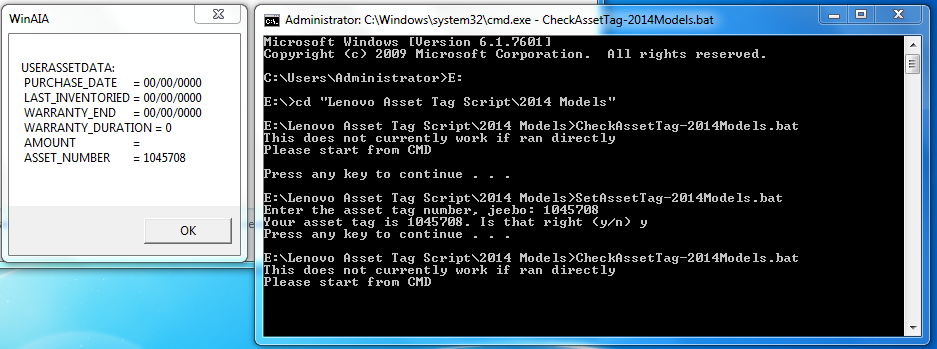 WinAIA
USERASSETDATA:
PURCHASE_DATE = 00/00/0000
LAST_INVENTORIED = 00/00/0000
WARRANTY_END = 00/00/0000
WARRANTY_DURATION = 0
AMOUNT =
ASSET_NUMBER = 1045708
OK
Administrator: C:\Windows\system32\cmd.exe - CheckAssetTag-2014Models.bat
Microsoft Windows [Version 6.1.7601]
Copyright (c) 2009 Microsoft Corporation. All rights reserved.
C:\Users\Administrator>E:
E:\>cd "Lenovo Asset Tag Script\2014 Models"
E:\Lenovo Asset Tag Script\2014 Models>CheckAssetTag-2014Models.bat
This does not currently work if ran directly
Please start from CMD
Press any key to continue . . .
E:\Lenovo Asset Tag Script\2014 Models>SetAssetTag-2014Models.bat
Enter the asset tag number, jeebo: 1045708
Your asset tag is 1045708. Is that right (y/n) y
Press any key to continue . . .
E:\Lenovo Asset Tag Script\2014 Models>CheckAssetTag-2014Models.bat
This does not currently work if ran directly
Please start from CMD